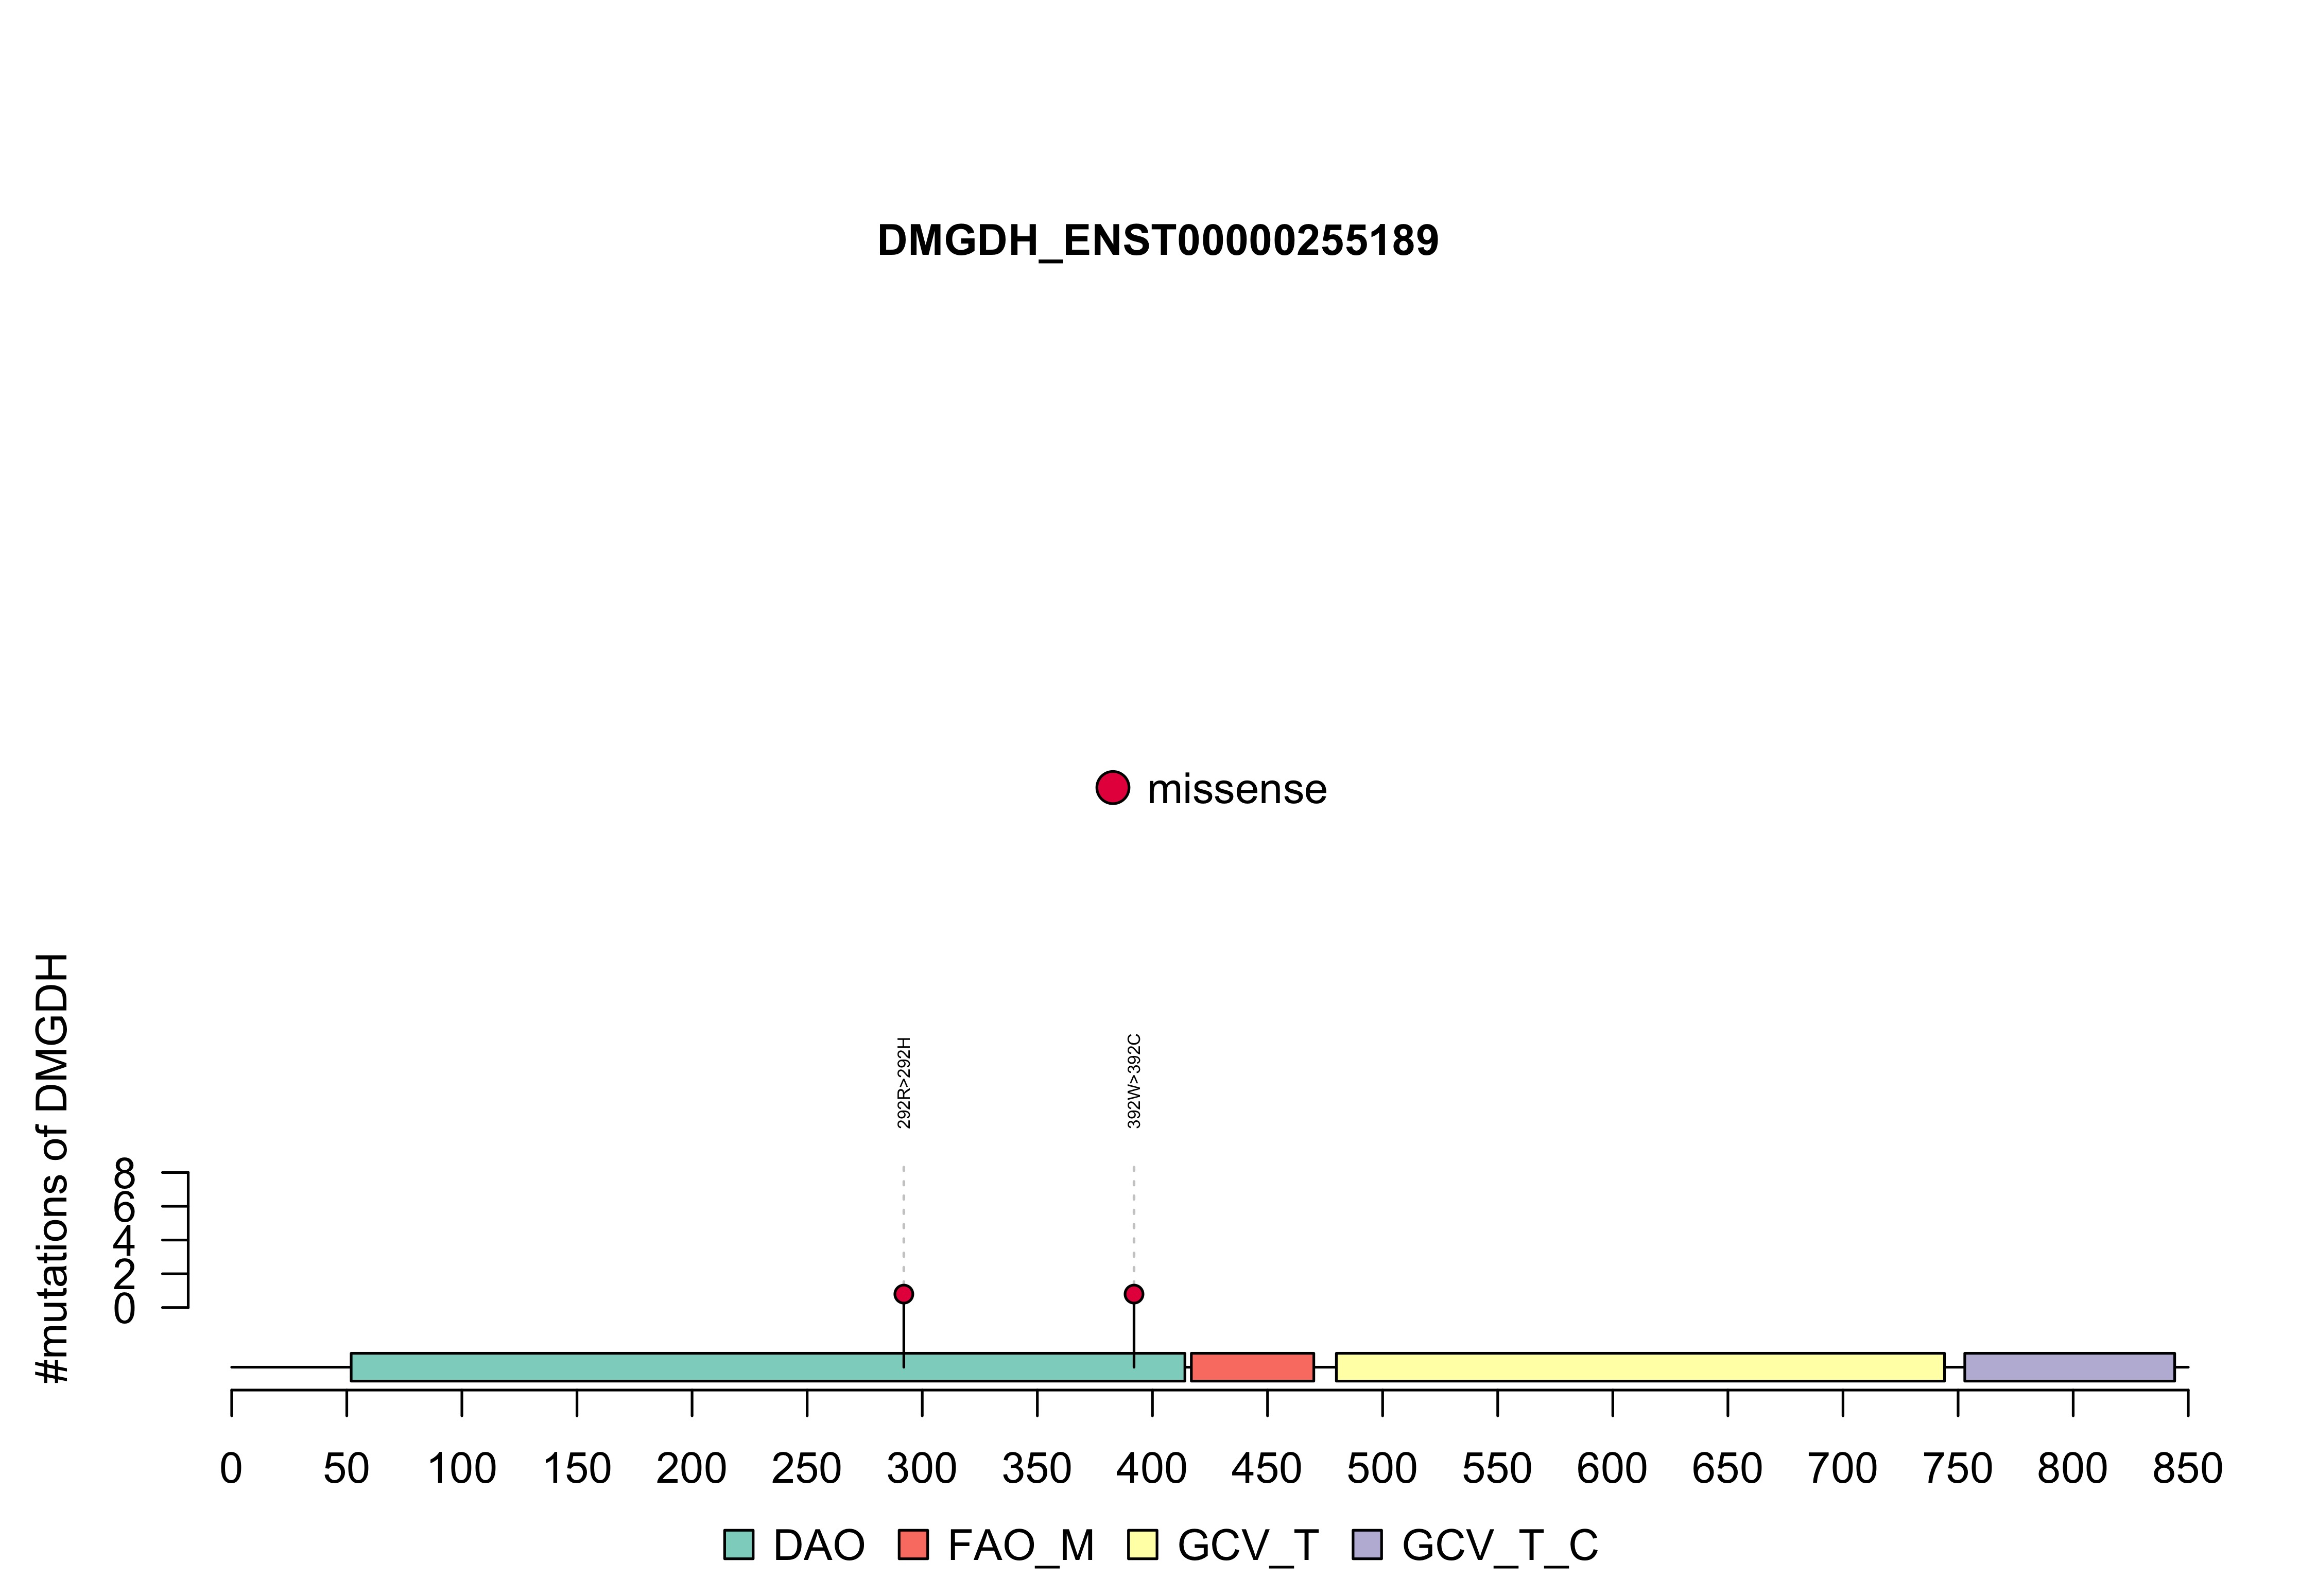 DMGDH_ENST00000255189
missense
#mutations of DMGDH
292R>292H
392W>392C
8
6
4
2
0
0 50 100 150 200 250 300 350 400 450 500 550 600 650 700 750 800 850
DAO FAO_M GCV_T GCV_T_C